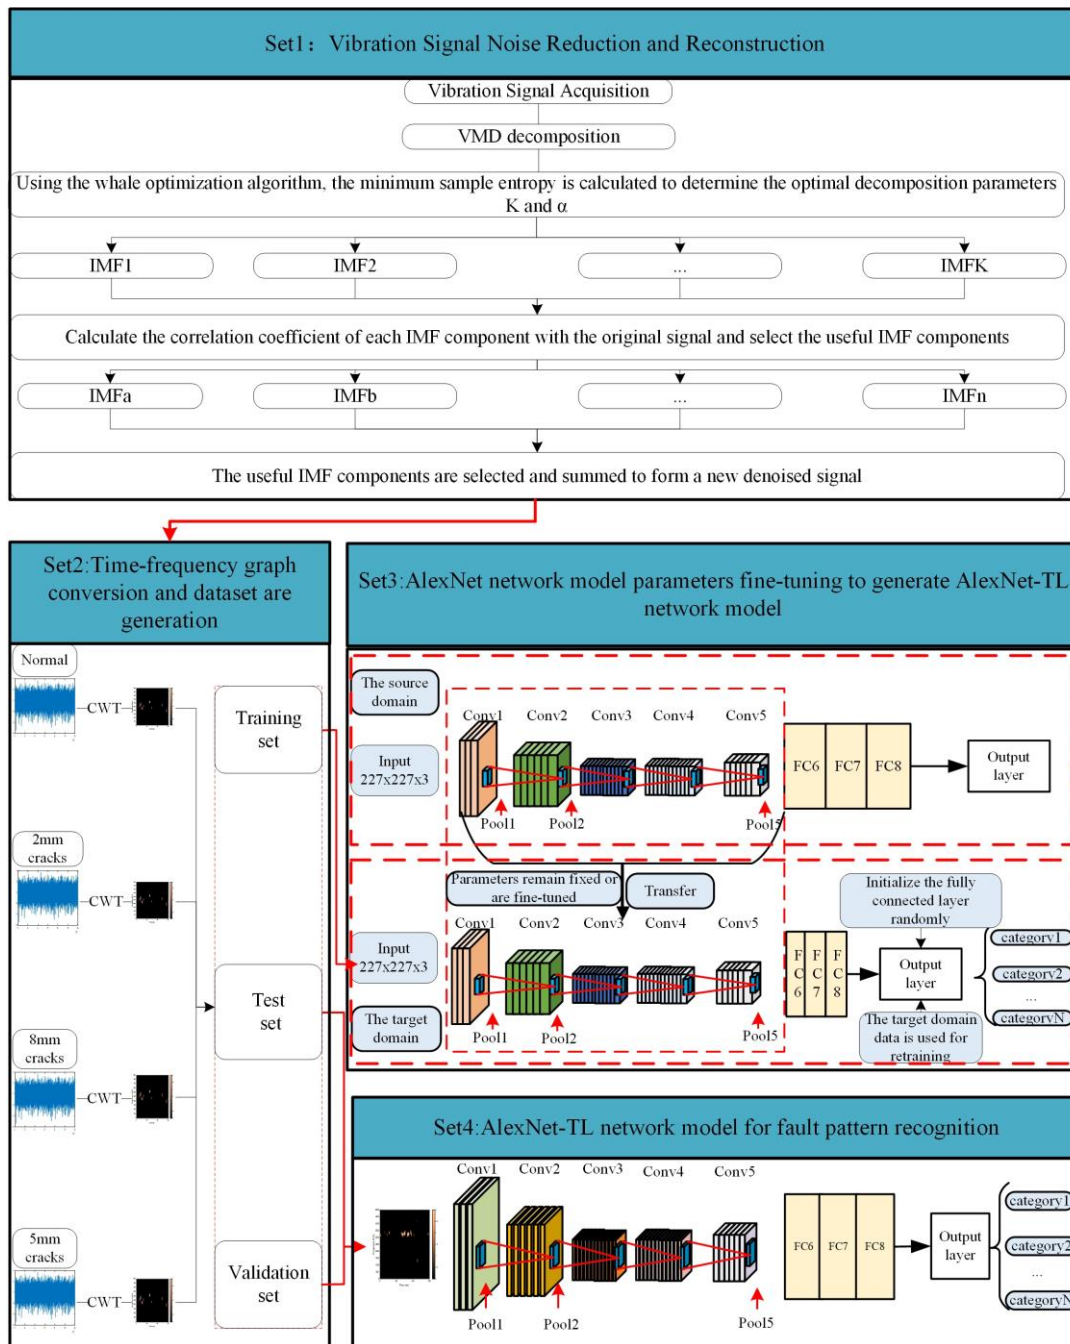 Set1：Vibration Signal Noise Reduction and Reconstruction
Vibration Signal Acquisition
VMD decomposition
Using the whale optimization algorithm, the minimum sample entropy is calculated to determine the optimal decomposition parameters
K and α
IMF1
IMF2
...
IMFK
Calculate the correlation coefficient of each IMF component with the original signal and select the useful IMF components
IMFa
IMFb
...
IMFn
The useful IMF components are selected and summed to form a new denoised signal
Set2:Time-frequency graph
conversion and dataset are
generation
Normal
CWT
2mm
cracks
CWT
8mm
cracks
CWT
5mm
cracks
CWT
Training
set
Test
set
Validation
set
Set3:AlexNet network model parameters fine-tuning to generate AlexNet-TL
network model
The source
domain
Input
227x227x3
Conv1
Conv2
Conv3
Conv4
Conv5
Pool1
Pool2
Pool5
FC6
FC7
FC8
Output
layer
Parameters remain fixed or
are fine-tuned
Transfer
Input
227x227x3
The target
domain
Conv1
Conv2
Conv3
Conv4
Conv5
Pool1
Pool2
Pool5
FC6
FC7
FC8
Initialize the fully
connected layer
randomly
Output
layer
The target domain
data is used for
retraining
category1
category2
...
categoryN
Set4:AlexNet-TL network model for fault pattern recognition
Conv1
Conv2
Conv3
Conv4
Conv5
Pool1
Pool2
Pool5
FC6
FC7
FC8
Output
layer
category1
category2
...
categoryN